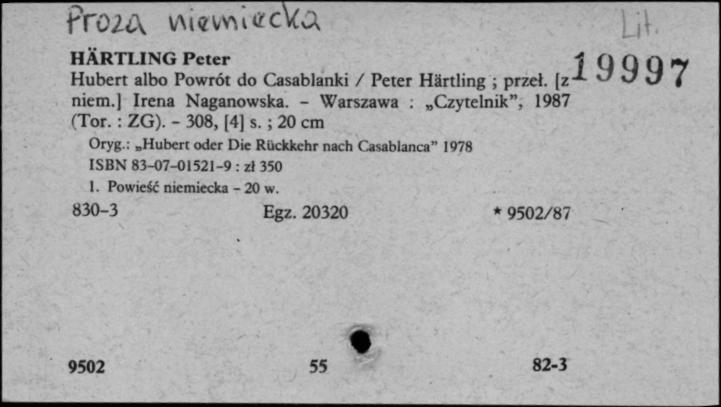 Proza niemiecka
Lit.
HÄRTLING Peter
19997
Hubert albo Powrót do Casablanki / Peter Härtling ; przeł. [z
niem.] Irena Naganowska. – Warszawa : „Czytelnik”, 1987
(Tor. : ZG). – 308, [4] s. ; 20 cm
Oryg.: „Hubert oder Die Rückkehr nach Casablanca” 1978
ISBN 83-07-01521-9 : zł 350
1. Powieść niemiecka – 20 w.
830-3 Egz. 20320 * 9502/87
9502 55 82-3